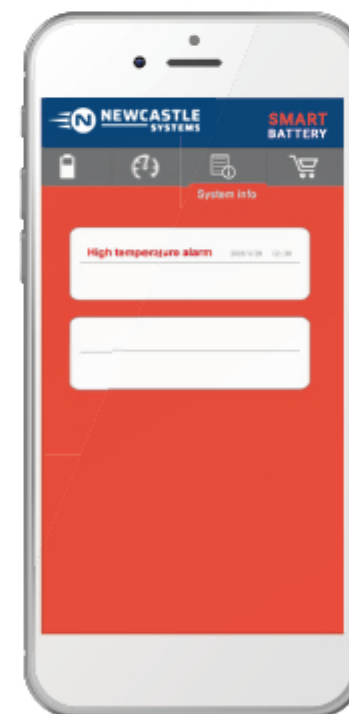 NEWCASTLE
SYSTEMS
SMART
BATTERY
System info
High temperature alarm